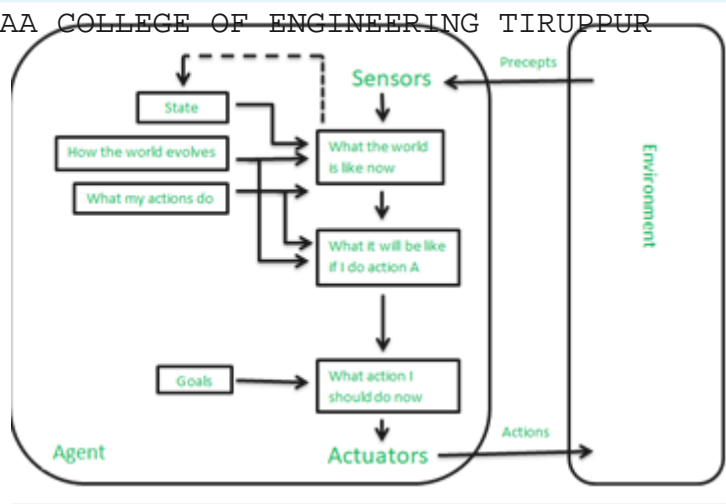 AA COLLEGE OF ENGINEERING TIRUPPUR
Precepts
Sensors
State
What the world
is like now
How the world evolves
What my actions do
Environment
What it will be like
if I do action A
Goals
What action I
should do now
Actions
Agent
Actuators